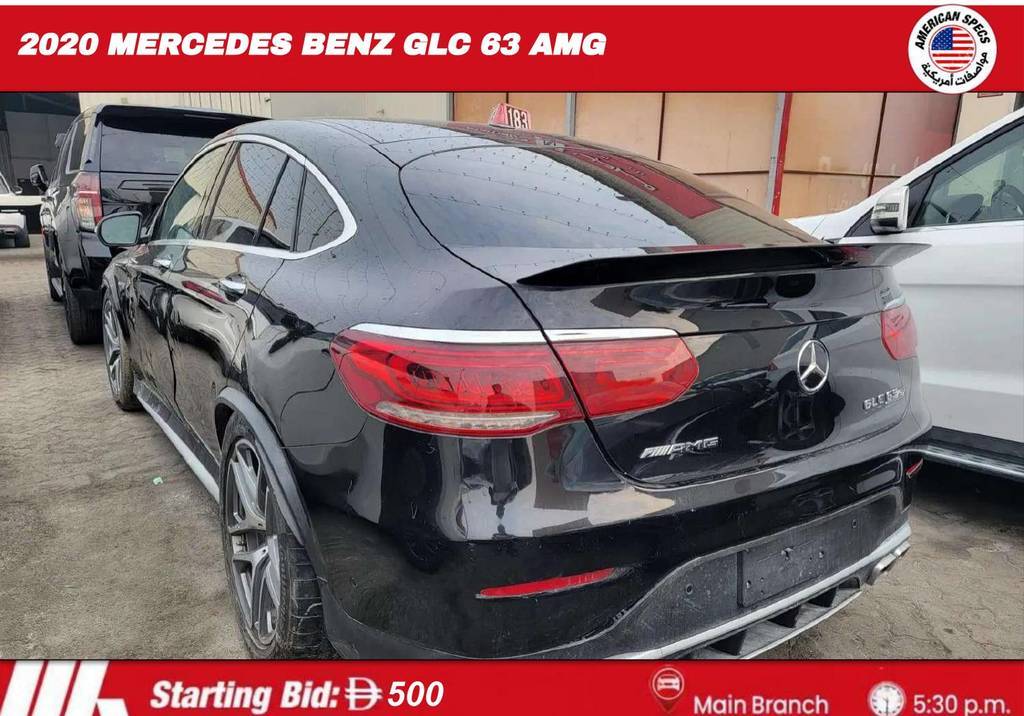 2020 MERCEDES BENZ GLC 63 AMG
AMERICAN SPECS
مواصفات أمريكية
183
AMG
GLC 63S
Starting Bid: 500
Main Branch
5:30 p.m.